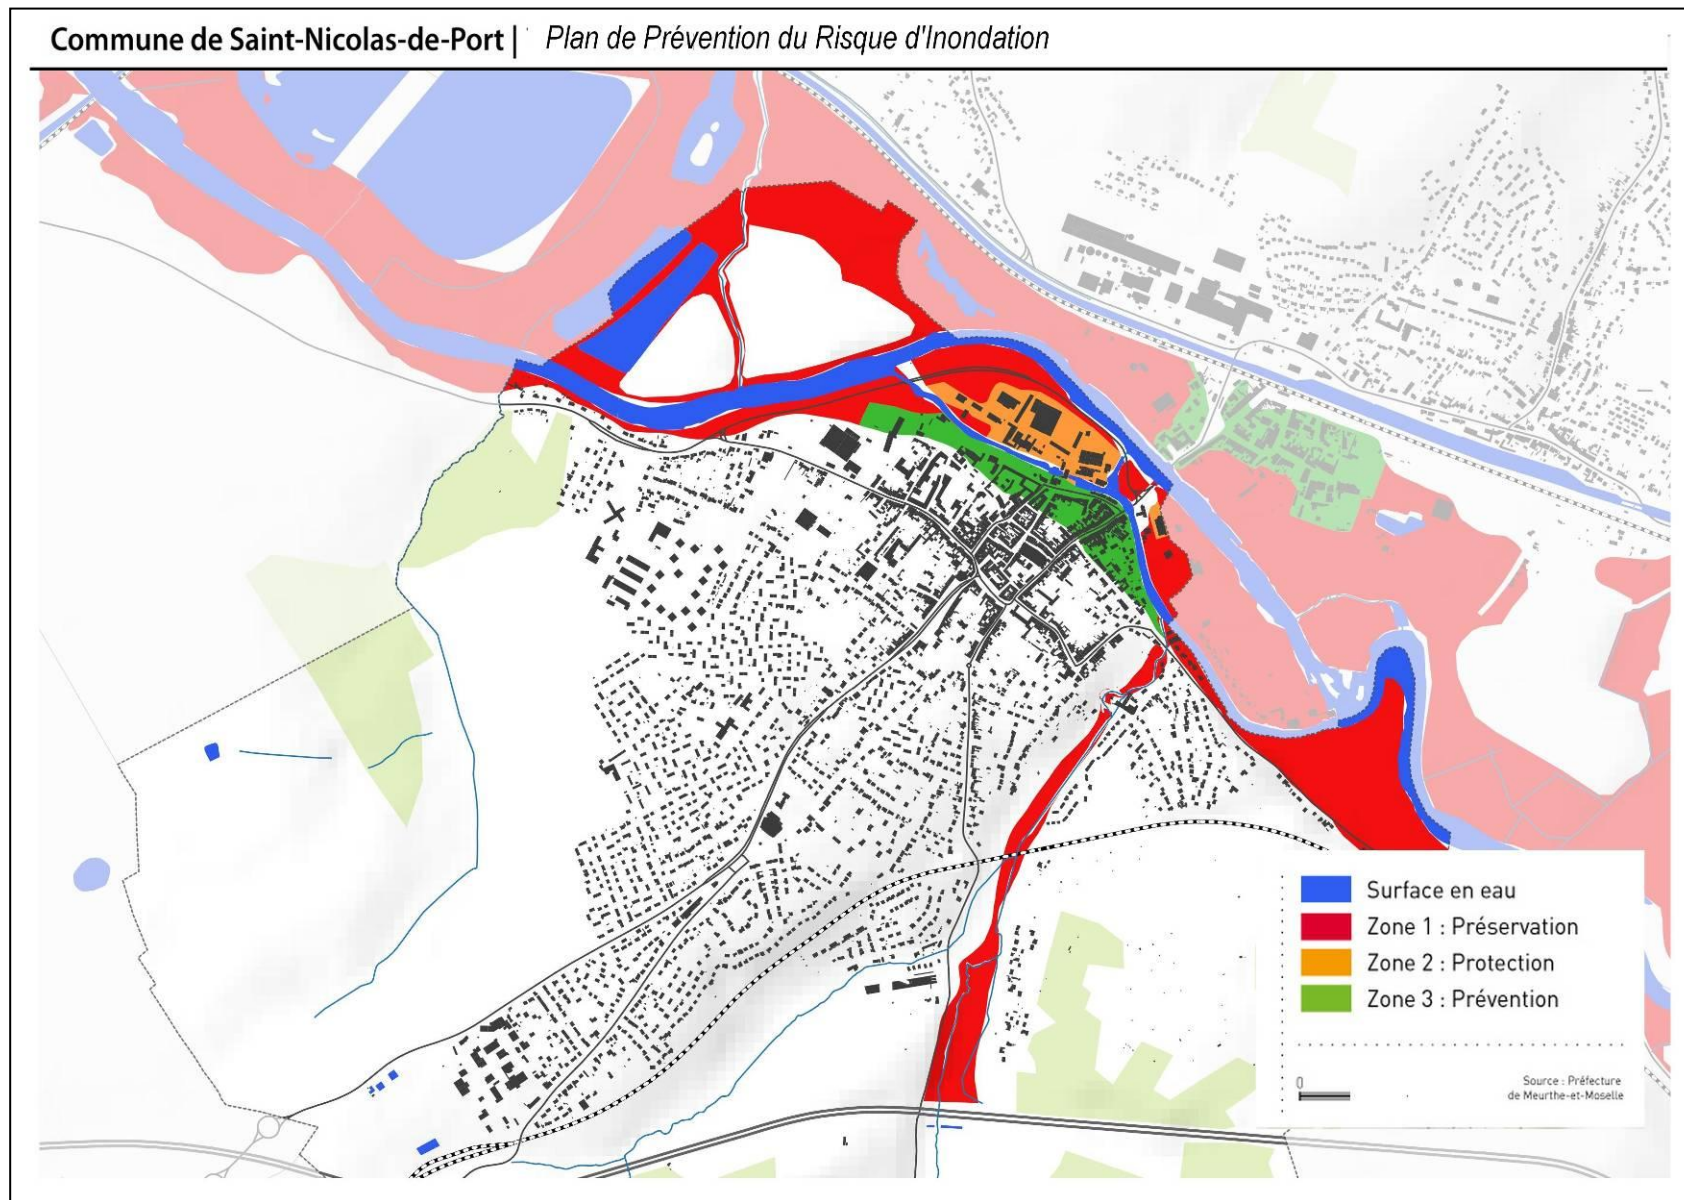 Commune de Saint-Nicolas-de-Port | Plan de Prévention du Risque d'Inondation
Surface en eau
Zone 1 : Préservation
Zone 2 : Protection
Zone 3 : Prévention
0
Source : Préfecture
de Meurthe-et-Moselle